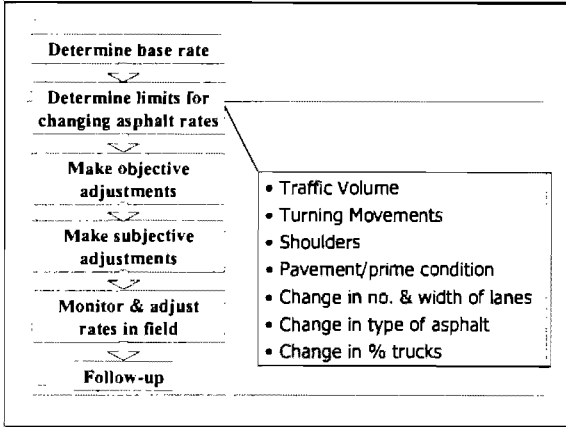 Determine base rate
Determine limits for
changing asphalt rates
Make objective
adjustments
Make subjective
adjustments
Monitor & adjust
rates in field
Follow-up
• Traffic Volume
• Turning Movements
• Shoulders
• Pavement/prime condition
• Change in no. & width of lanes
• Change in type of asphalt
• Change in % trucks